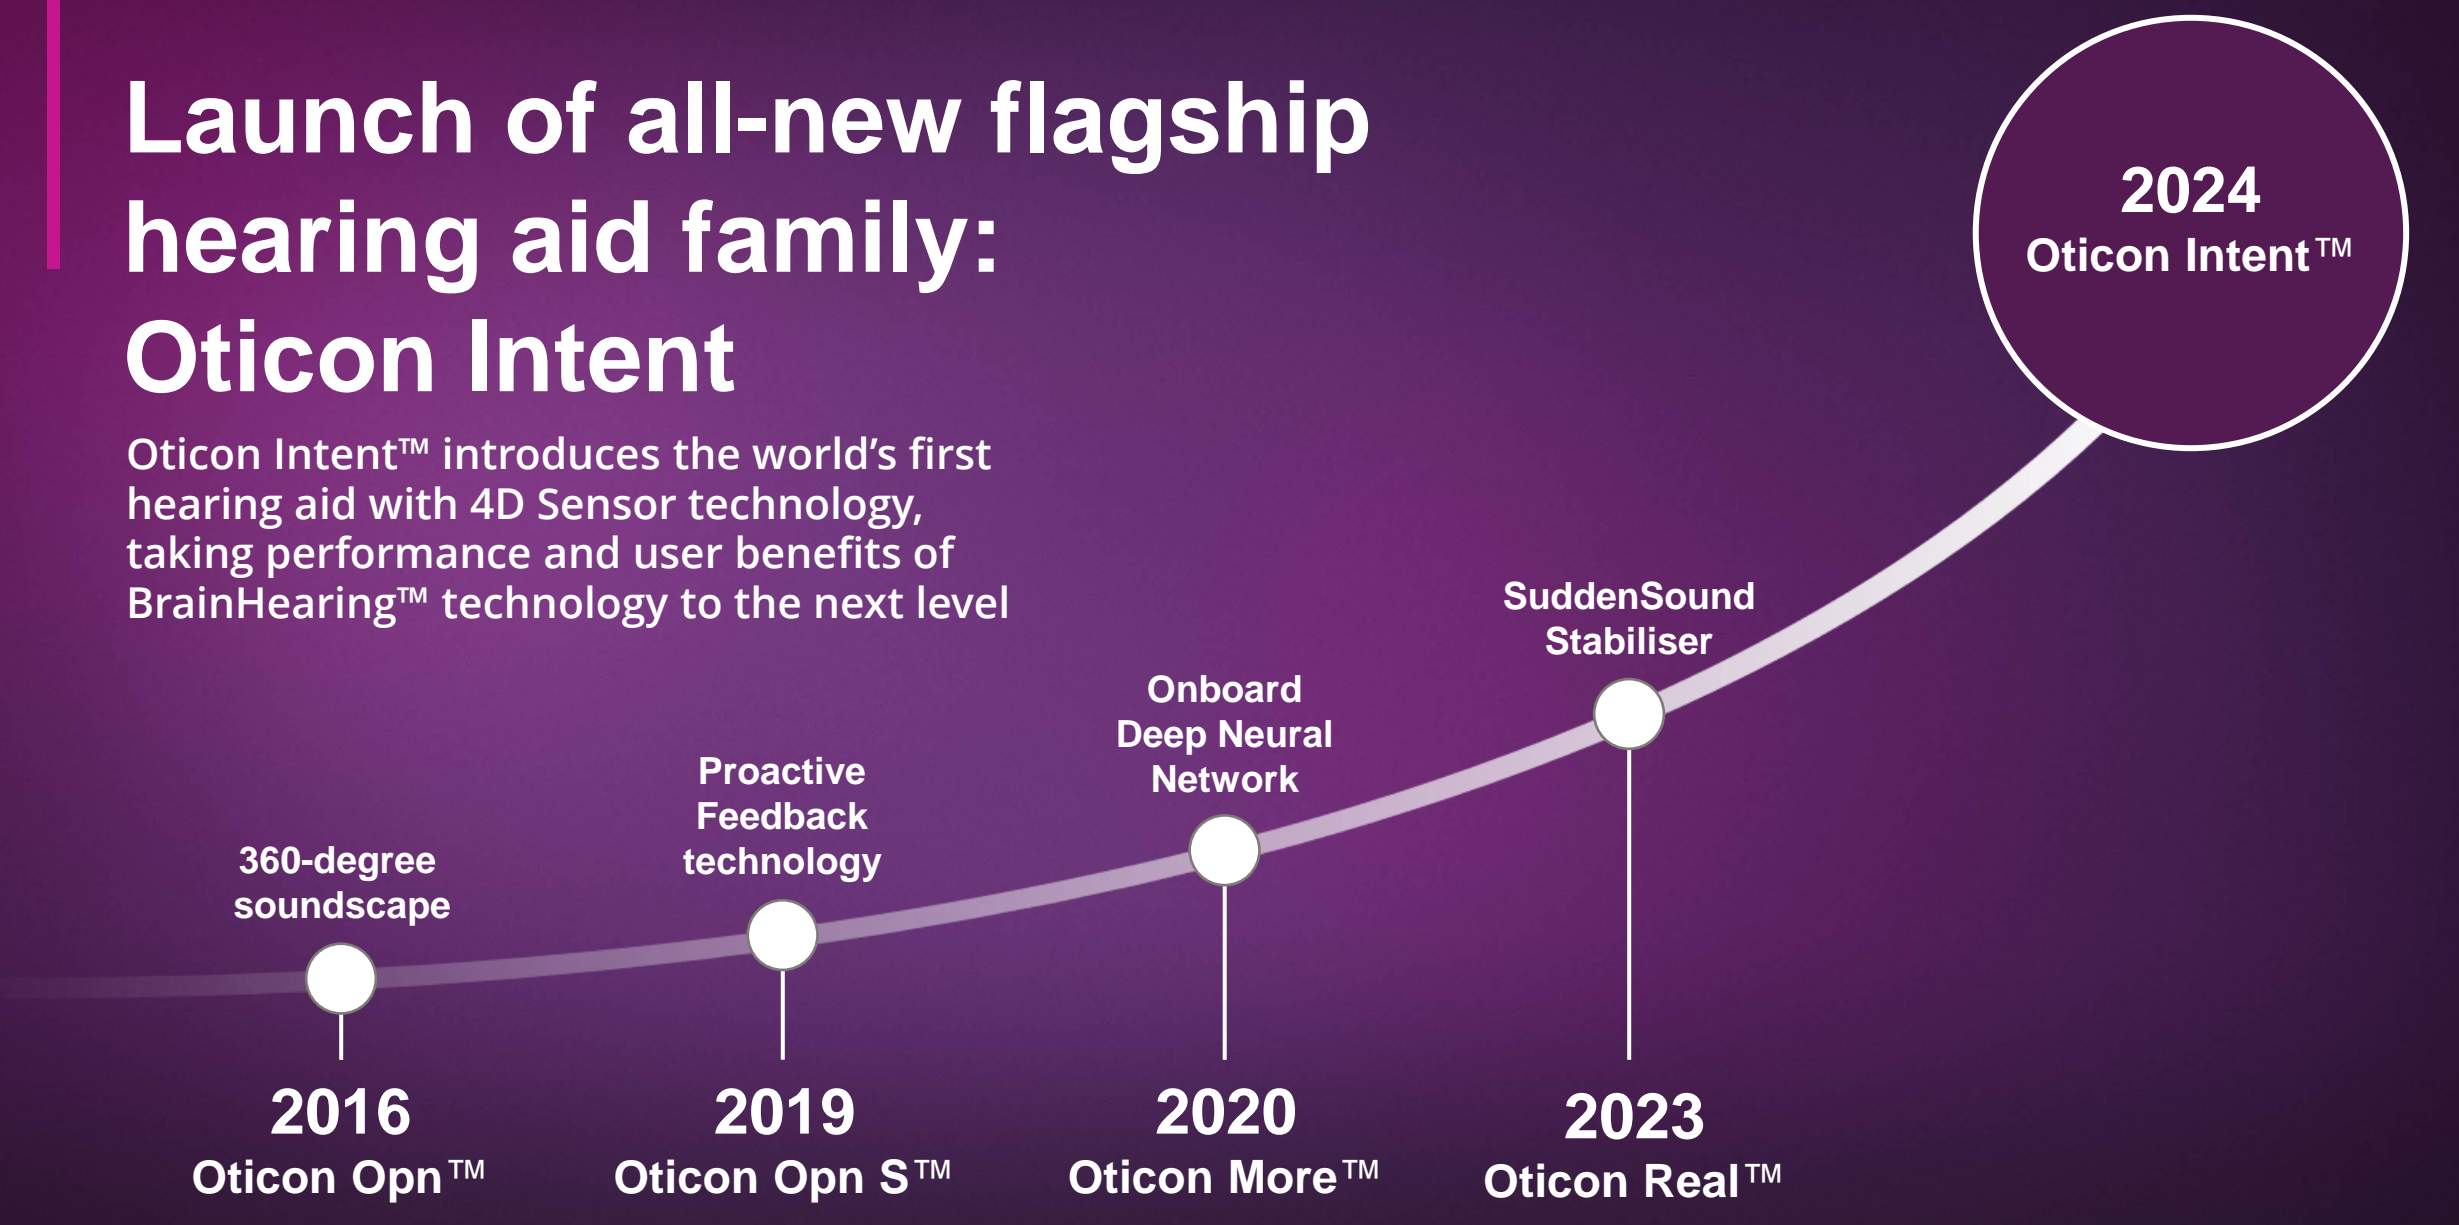 Launch of all-new flagship
hearing aid family:
Oticon Intent
Oticon Intent™ introduces the world’s first
hearing aid with 4D Sensor technology,
taking performance and user benefits of
BrainHearing™ technology to the next level
360-degree
soundscape
2016
Oticon Opn™
Proactive
Feedback
technology
2019
Oticon Opn S™
Onboard
Deep Neural
Network
2020
Oticon More™
SuddenSound
Stabiliser
2023
Oticon Real™
2024
Oticon Intent™